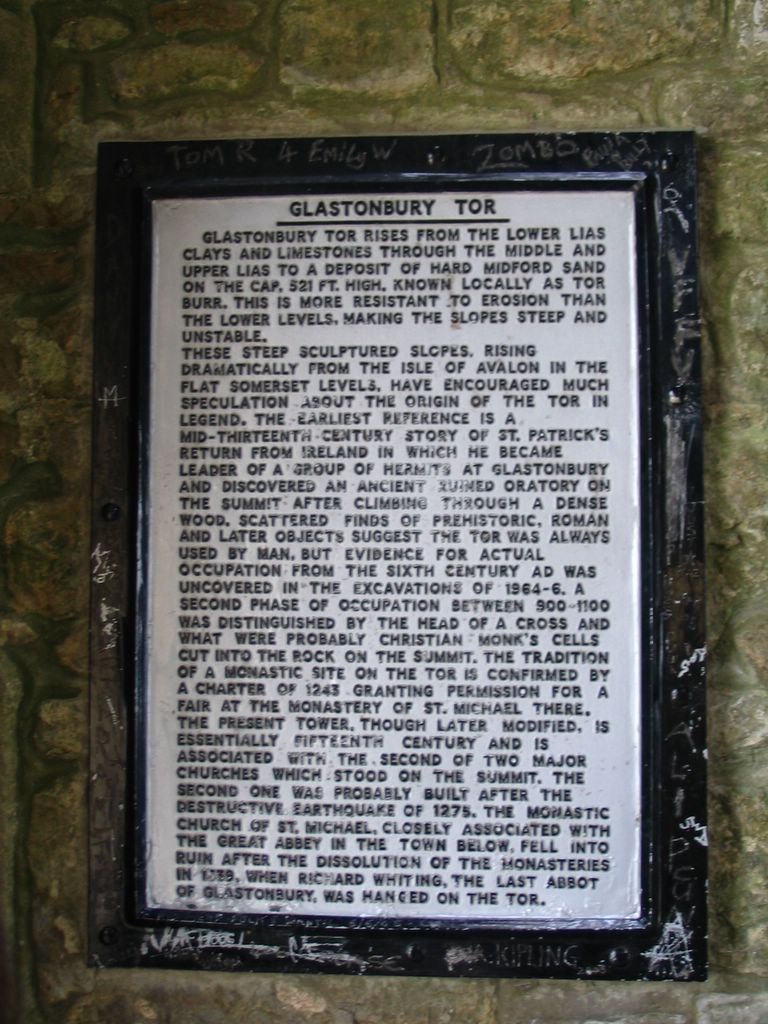 TOM R 4 EMILY W
ZOMBS
GLASTONBURY TOR
GLASTONBURY TOR RISES FROM THE LOWER LIAS
CLAYS AND LIMESTONES THROUGH THE MIDDLE AND
UPPER LIAS TO A DEPOSIT OF HARD MIDFORD SAND
ON THE CAP, 521 FT. HIGH. KNOWN LOCALLY AS TOR
BURR. THIS IS MORE RESISTANT TO EROSION THAN
THE LOWER LEVELS, MAKING THE SLOPES STEEP AND
UNSTABLE.
THESE STEEP SCULPTURED SLOPES, RISING
DRAMATICALLY FROM THE ISLE OF AVALON IN THE
FLAT SOMERSET LEVELS, HAVE ENCOURAGED MUCH
SPECULATION ABOUT THE ORIGIN OF THE TOR IN
LEGEND. THE EARLIEST REFERENCE IS A
MID-THIRTEENTH-CENTURY STORY OF ST. PATRICK'S
RETURN FROM IRELAND IN WHICH HE BECAME
LEADER OF A GROUP OF HERMITS AT GLASTONBURY
AND DISCOVERED AN ANCIENT RUINED ORATORY ON
THE SUMMIT AFTER CLIMBING THROUGH A DENSE
WOOD. SCATTERED FINDS OF PREHISTORIC, ROMAN
AND LATER OBJECTS SUGGEST THE TOR WAS ALWAYS
USED BY MAN, BUT EVIDENCE FOR ACTUAL
OCCUPATION FROM THE SIXTH CENTURY AD WAS
UNCOVERED IN THE EXCAVATIONS OF 1964-6. A
SECOND PHASE OF OCCUPATION BETWEEN 900-1100
WAS DISTINGUISHED BY THE HEAD OF A CROSS AND
WHAT WERE PROBABLY CHRISTIAN MONK'S CELLS
CUT INTO THE ROCK ON THE SUMMIT. THE TRADITION
OF A MONASTIC SITE ON THE TOR IS CONFIRMED BY
A CHARTER OF 1243 GRANTING PERMISSION FOR A
FAIR AT THE MONASTERY OF ST. MICHAEL THERE.
THE PRESENT TOWER, THOUGH LATER MODIFIED, IS
ESSENTIALLY FIFTEENTH CENTURY AND IS
ASSOCIATED WITH THE SECOND OF TWO MAJOR
CHURCHES WHICH STOOD ON THE SUMMIT. THE
SECOND ONE WAS PROBABLY BUILT AFTER THE
DESTRUCTIVE EARTHQUAKE OF 1275. THE MONASTIC
CHURCH OF ST. MICHAEL, CLOSELY ASSOCIATED WITH
THE GREAT ABBEY IN THE TOWN BELOW, FELL INTO
RUIN AFTER THE DISSOLUTION OF THE MONASTERIES
IN 1539, WHEN RICHARD WHITING, THE LAST ABBOT
OF GLASTONBURY, WAS HANGED ON THE TOR.
KIPLING